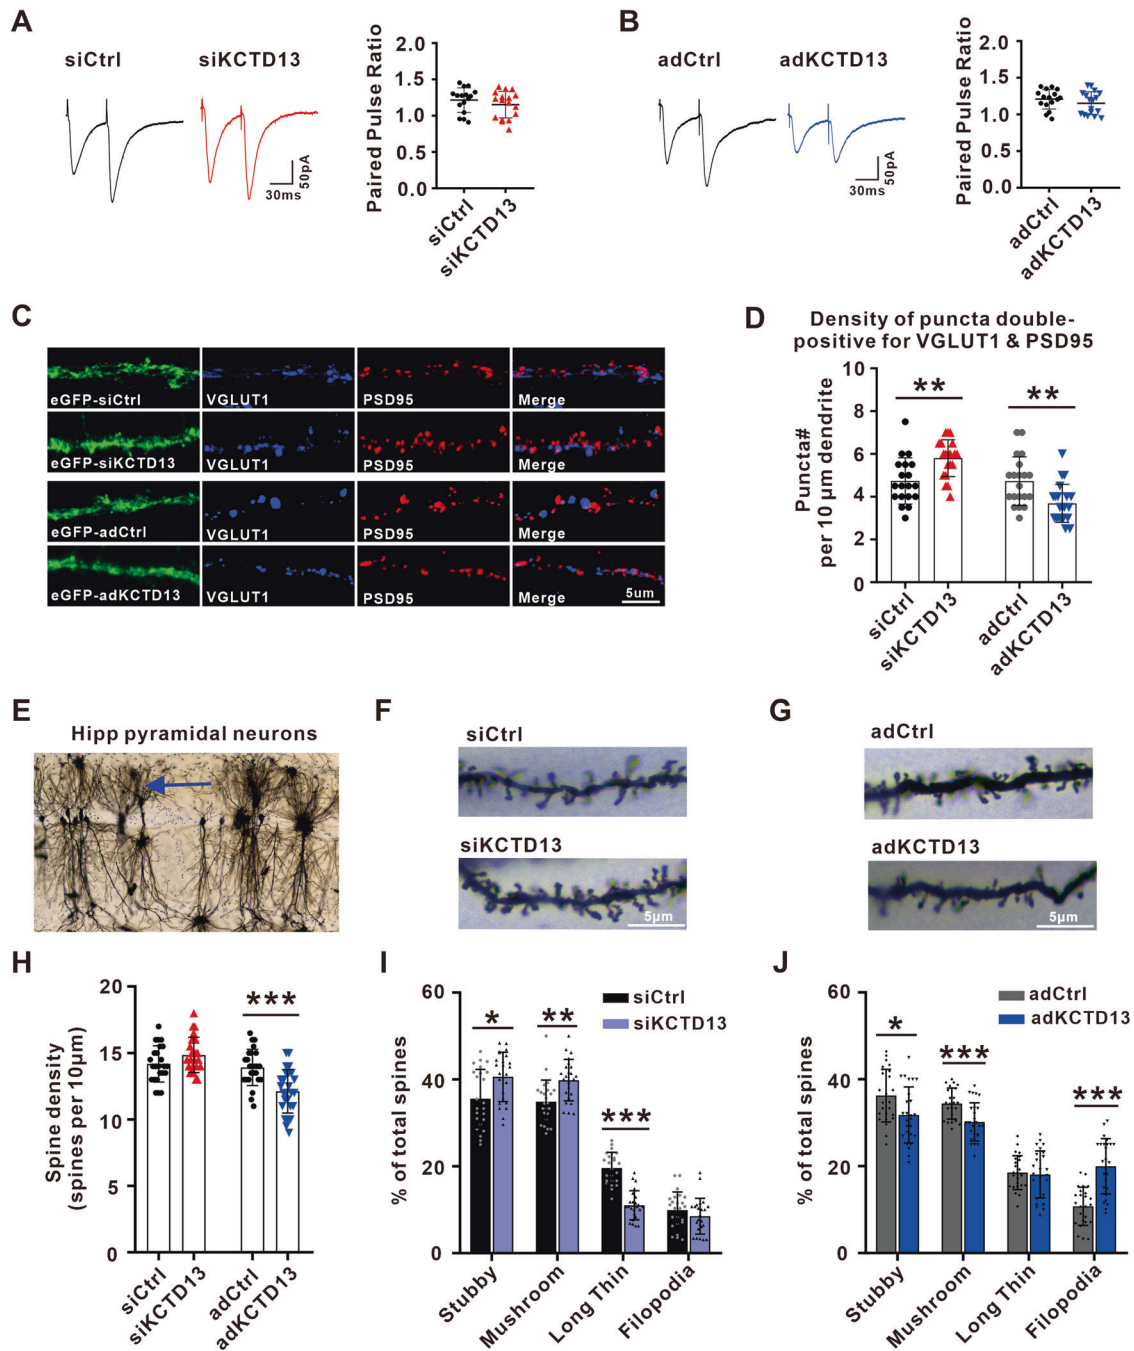 A
siCtrl
siKCTD13
30ms
50pA
Paired Pulse Ratio
2.0
1.5
1.0
0.5
0.0
siCtrl
siKCTD13
B
adCtrl
adKCTD13
30ms
50pA
Paired Pulse Ratio
2.0
1.5
1.0
0.5
0.0
adCtrl
adKCTD13
C
eGFP-siCtrl
VGLUT1
PSD95
Merge
eGFP-siKCTD13
VGLUT1
PSD95
Merge
eGFP-adCtrl
VGLUT1
PSD95
Merge
eGFP-adKCTD13
VGLUT1
PSD95
Merge
5um
D
Density of puncta double-
positive for VGLUT1 & PSD95
Puncta#
per 10 µm dendrite
10
8
6
4
2
0
**
**
siCtrl
siKCTD13
adCtrl
adKCTD13
E
Hipp pyramidal neurons
F
siCtrl
siKCTD13
5µm
G
adCtrl
adKCTD13
5µm
H
Spine density
(spines per 10µm)
20
15
10
5
0
***
siCtrl
siKCTD13
adCtrl
adKCTD13
I
% of total spines
60
40
20
0
siCtrl
siKCTD13
*
**
***
Stubby
Mushroom
Long Thin
Filopodia
J
% of total spines
60
40
20
0
adCtrl
adKCTD13
*
***
***
Stubby
Mushroom
Long Thin
Filopodia